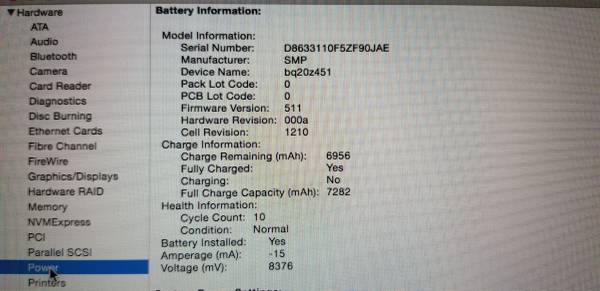 Hardware
ATA
Audio
Bluetooth
Camera
Card Reader
Diagnostics
Disc Burning
Ethernet Cards
Fibre Channel
FireWire
Graphics/Displays
Hardware RAID
Memory
NVMExpress
PCI
Parallel SCSI
Power
Printers
Battery Information:
Model Information:
Serial Number: D8633110F5ZF90JAE
Manufacturer: SMP
Device Name: bq20z451
Pack Lot Code: 0
PCB Lot Code: 0
Firmware Version: 511
Hardware Revision: 000a
Cell Revision: 1210
Charge Information:
Charge Remaining (mAh): 6956
Fully Charged: Yes
Charging: No
Full Charge Capacity (mAh): 7282
Health Information:
Cycle Count: 10
Condition: Normal
Battery Installed: Yes
Amperage (mA): -15
Voltage (mV): 8376